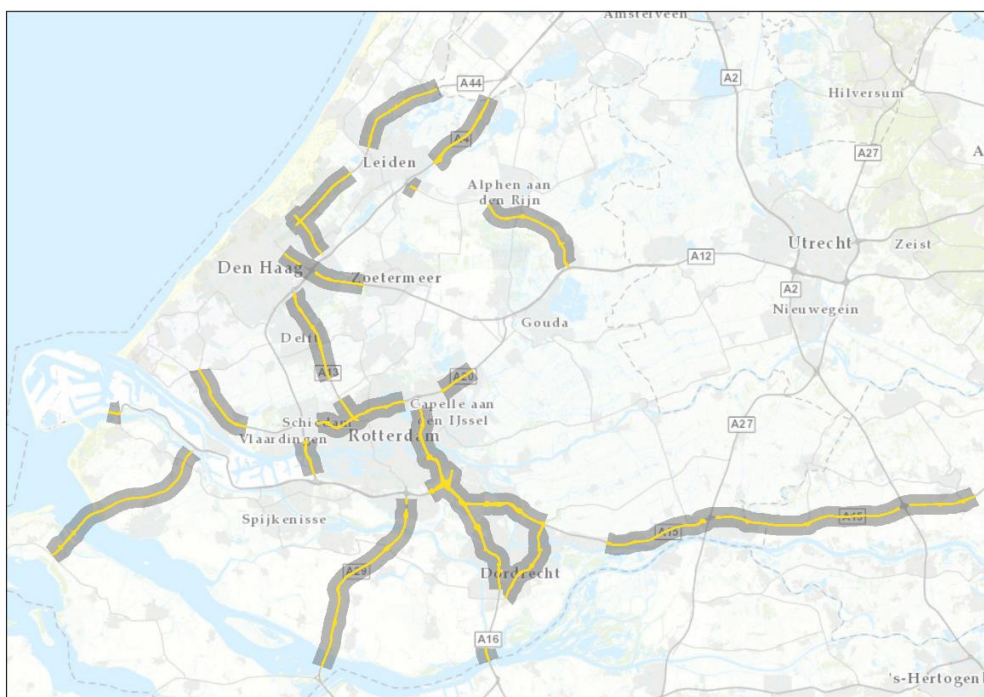 Amstelveen
A44
A2
Hilversum
A4
A27
A
Leiden
Alphen aan
den Rijn
Utrecht
Zeist
A12
Den Haag
Zoetermeer
A2
Nieuwegein
Gouda
Delft
A13
A20
Capelle aan
den IJssel
Schiedam
Vlaardingen
Rotterdam
A27
Spijkenisse
A15
A15
A29
Dordrecht
A16
's-Hertogen